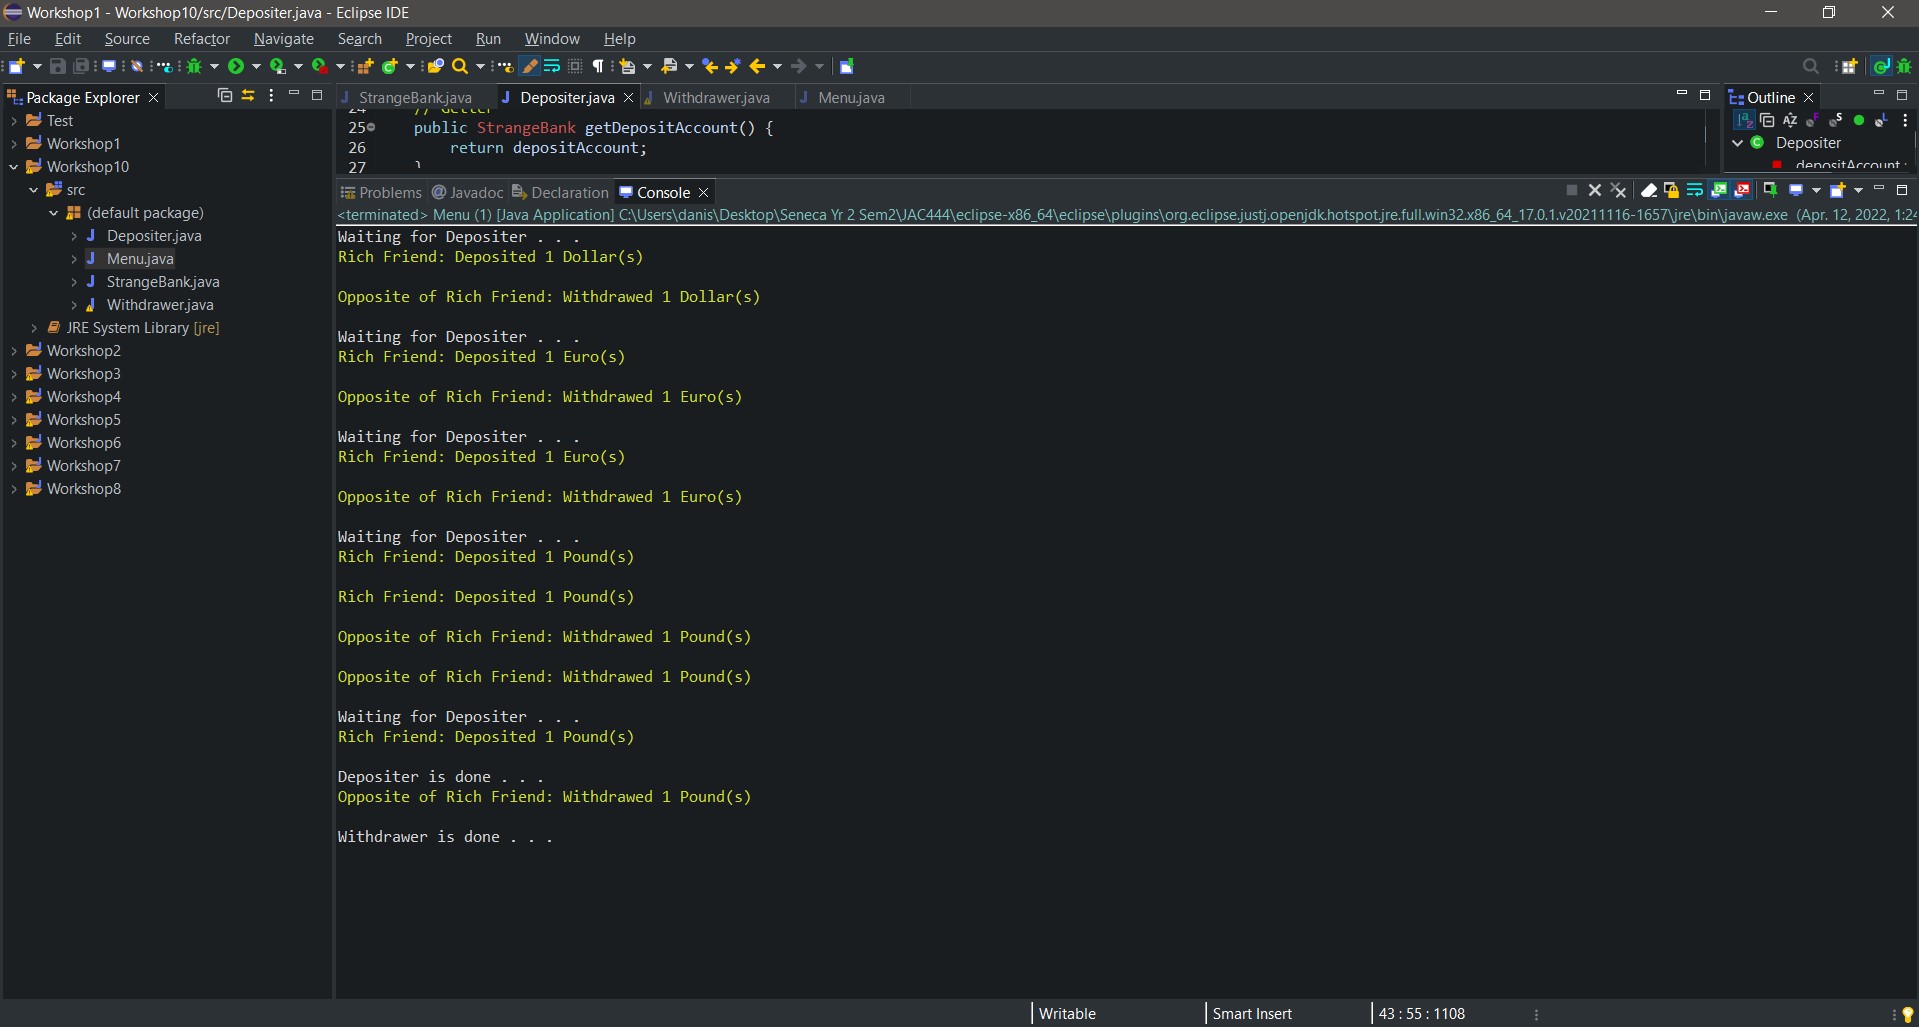 Workshop1 - Workshop10/src/Depositer.java - Eclipse IDE
File Edit Source Refactor Navigate Search Project Run Window Help
Package Explorer
Test
Workshop1
Workshop10
src
(default package)
Depositer.java
Menu.java
StrangeBank.java
Withdrawer.java
JRE System Library [jre]
Workshop2
Workshop3
Workshop4
Workshop5
Workshop6
Workshop7
Workshop8
StrangeBank.java Depositer.java Withdrawer.java Menu.java
24 // Getter
25 public StrangeBank getDepositAccount() {
26 return depositAccount;
27 }
Outline
Depositer
depositAccount :
Problems Javadoc Declaration Console
<terminated> Menu (1) [Java Application] C:\Users\danis\Desktop\Seneca Yr 2 Sem2\JAC444\eclipse-x86_64\eclipse\plugins\org.eclipse.justj.openjdk.hotspot.jre.full.win32.x86_64_17.0.1.v20211116-1657\jre\bin\javaw.exe (Apr. 12, 2022, 1:24
Waiting for Depositer . . .
Rich Friend: Deposited 1 Dollar(s)
Opposite of Rich Friend: Withdrawed 1 Dollar(s)
Waiting for Depositer . . .
Rich Friend: Deposited 1 Euro(s)
Opposite of Rich Friend: Withdrawed 1 Euro(s)
Waiting for Depositer . . .
Rich Friend: Deposited 1 Euro(s)
Opposite of Rich Friend: Withdrawed 1 Euro(s)
Waiting for Depositer . . .
Rich Friend: Deposited 1 Pound(s)
Rich Friend: Deposited 1 Pound(s)
Opposite of Rich Friend: Withdrawed 1 Pound(s)
Opposite of Rich Friend: Withdrawed 1 Pound(s)
Waiting for Depositer . . .
Rich Friend: Deposited 1 Pound(s)
Depositer is done . . .
Opposite of Rich Friend: Withdrawed 1 Pound(s)
Withdrawer is done . . .
Writable Smart Insert 43 : 55 : 1108